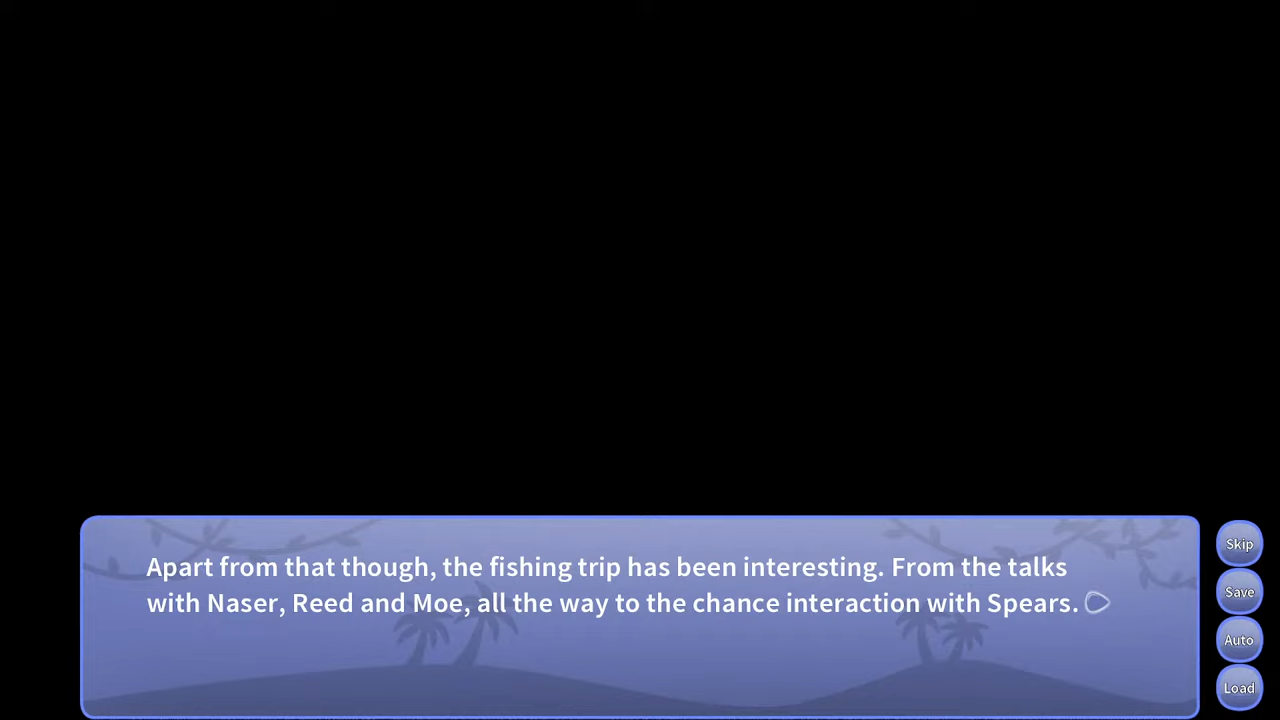 Apart from that though, the fishing trip has been interesting. From the talks
with Naser, Reed and Moe, all the way to the chance interaction with Spears.
Skip
Save
Auto
Load